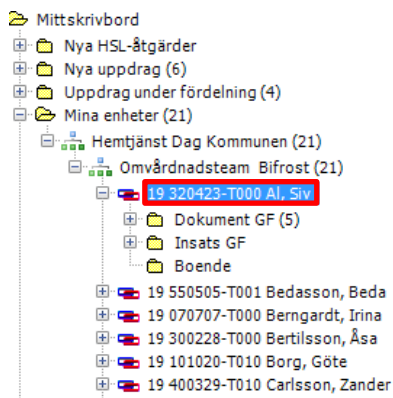 Mitt skrivbord
Nya HSL-åtgärder
Nya uppdrag (6)
Uppdrag under fördelning (4)
Mina enheter (21)
Hemtjänst Dag Kommunen (21)
Omvårdnadsteam Bifrost (21)
19 320423-T000 Al, Siv
Dokument GF (5)
Insats GF
Boende
19 550505-T001 Bedasson, Beda
19 070707-T000 Berngardt, Irina
19 300228-T000 Bertilsson, Åsa
19 101020-T010 Borg, Göte
19 400329-T010 Carlsson, Zander